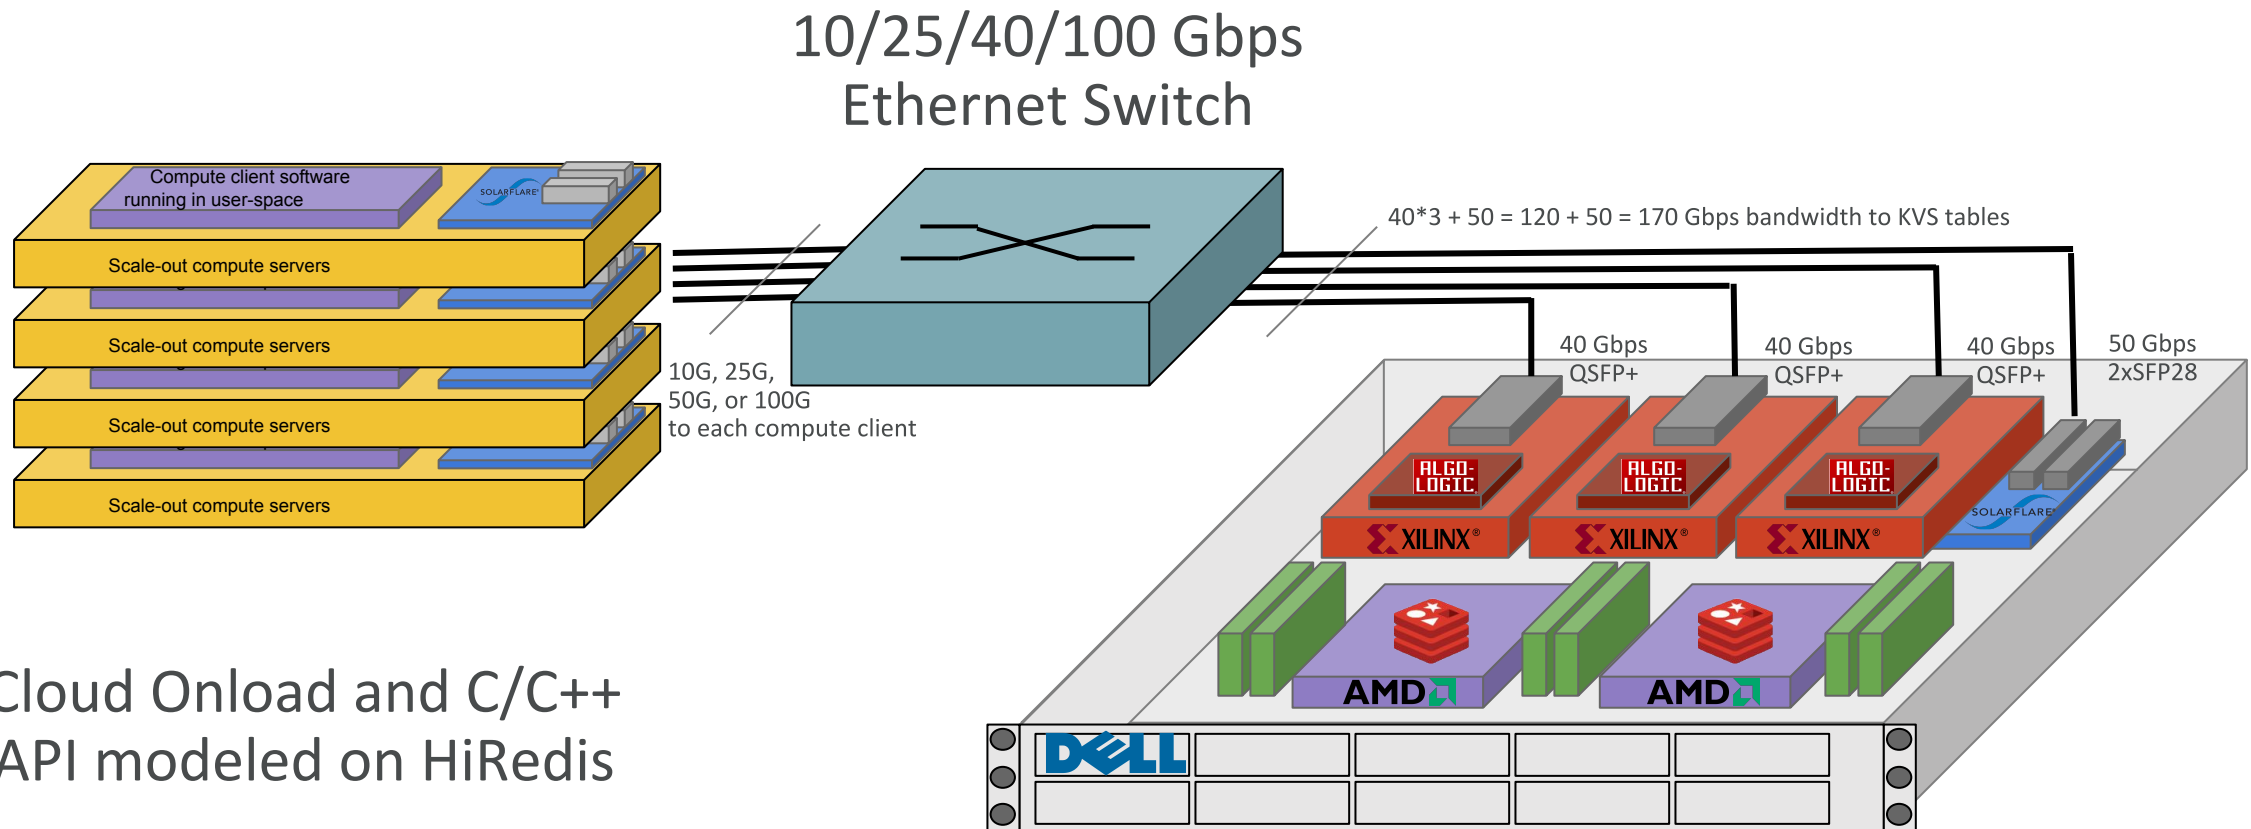 10/25/40/100 Gbps
Ethernet Switch
Compute client software
running in user-space
SOLARFLARE
Scale-out compute servers
Scale-out compute servers
Scale-out compute servers
Scale-out compute servers
10G, 25G,
50G, or 100G
to each compute client
40*3 + 50 = 120 + 50 = 170 Gbps bandwidth to KVS tables
40 Gbps
QSFP+
40 Gbps
QSFP+
40 Gbps
QSFP+
50 Gbps
2xSFP28
ALGO-
LOGIC
ALGO-
LOGIC
ALGO-
LOGIC
XILINX®
XILINX®
XILINX®
SOLARFLARE
AMD
AMD
DELL
Cloud Onload and C/C++
API modeled on HiRedis